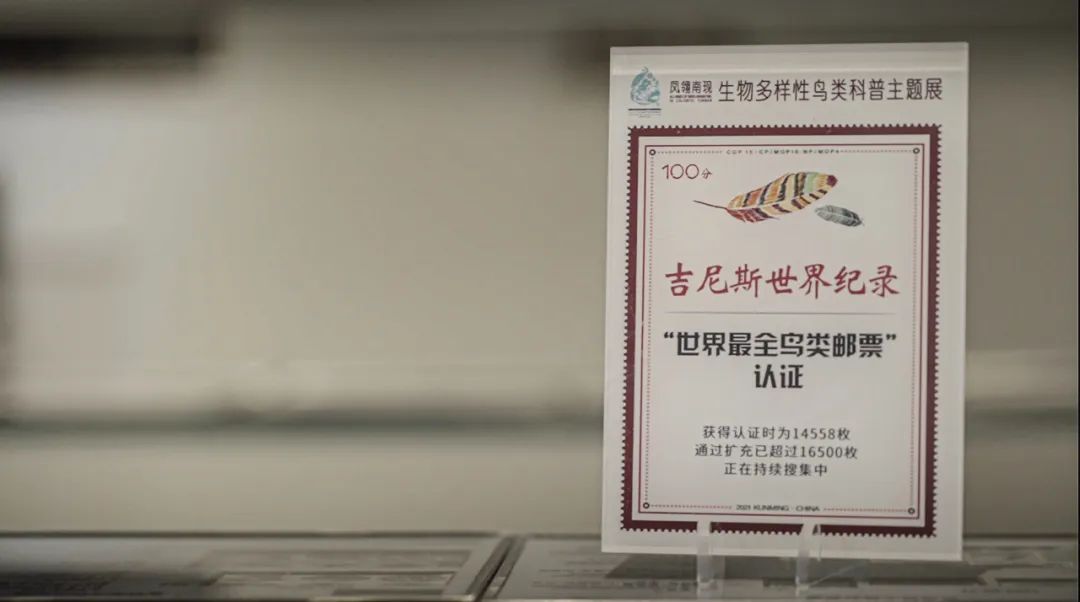 凤翎南现 生物多样性鸟类科普主题展
100分
吉尼斯世界纪录
“世界最全鸟类邮票”
认证
获得认证时为14558枚
通过扩充已超过16500枚
正在持续搜集中
2021 KUNMING · CHINA